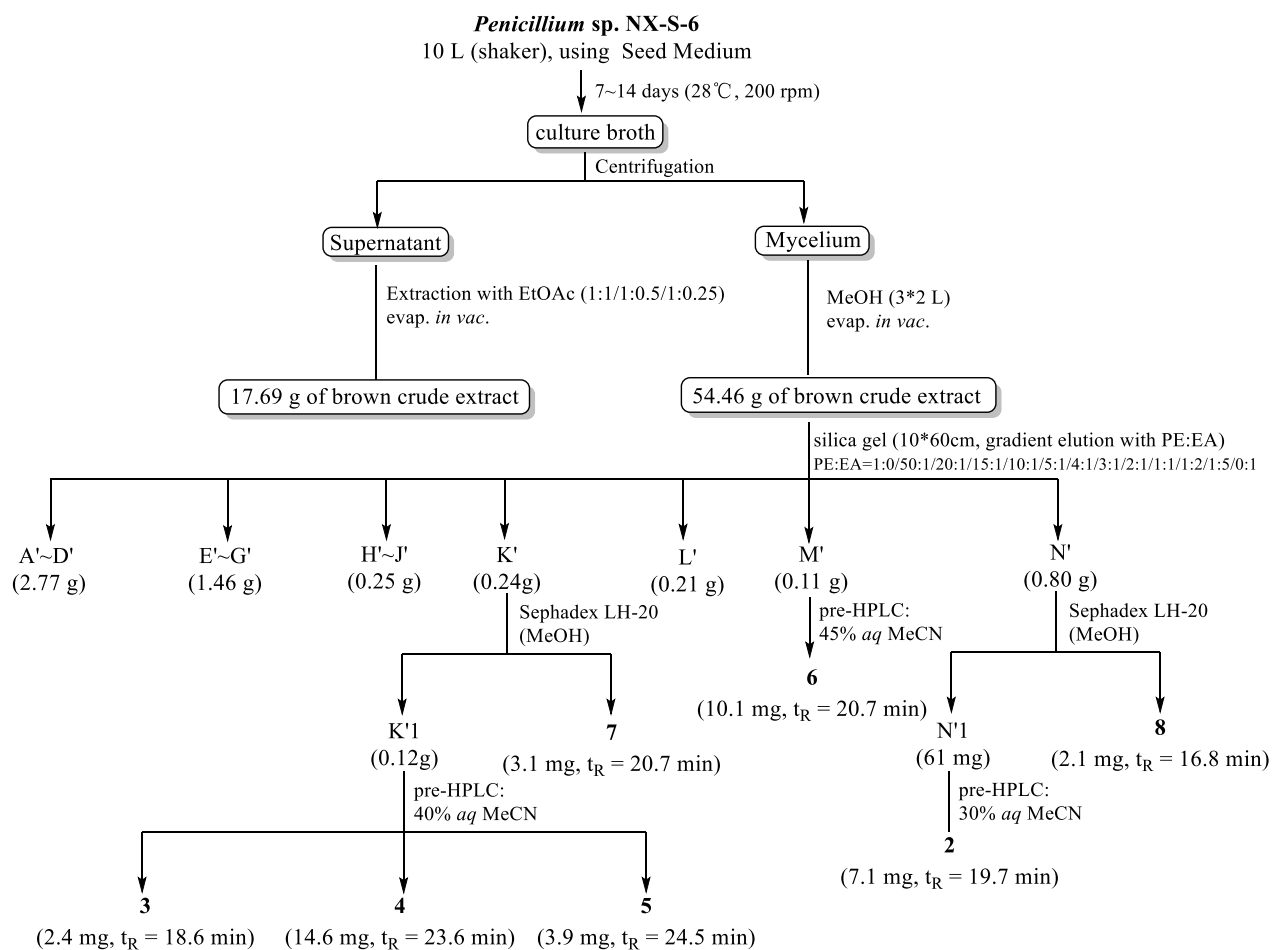 Penicillium sp. NX-S-6
10 L (shaker), using Seed Medium
7~14 days (28℃, 200 rpm)
culture broth
Centrifugation
Supernatant
Mycelium
Extraction with EtOAc (1:1/1:0.5/1:0.25)
evap. in vac.
MeOH (3*2 L)
evap. in vac.
17.69 g of brown crude extract
54.46 g of brown crude extract
silica gel (10*60cm, gradient elution with PE:EA)
PE:EA=1:0/50:1/20:1/15:1/10:1/5:1/4:1/3:1/2:1/1:1/1:2/1:5/0:1
A'~D'
(2.77 g)
E'~G'
(1.46 g)
H'~J'
(0.25 g)
K'
(0.24g)
L'
(0.21 g)
M'
(0.11 g)
N'
(0.80 g)
Sephadex LH-20
(MeOH)
pre-HPLC:
45% aq MeCN
Sephadex LH-20
(MeOH)
6
(10.1 mg, tR = 20.7 min)
K'1
(0.12g)
7
(3.1 mg, tR = 20.7 min)
N'1
(61 mg)
8
(2.1 mg, tR = 16.8 min)
pre-HPLC:
40% aq MeCN
pre-HPLC:
30% aq MeCN
2
(7.1 mg, tR = 19.7 min)
3
(2.4 mg, tR = 18.6 min)
4
(14.6 mg, tR = 23.6 min)
5
(3.9 mg, tR = 24.5 min)